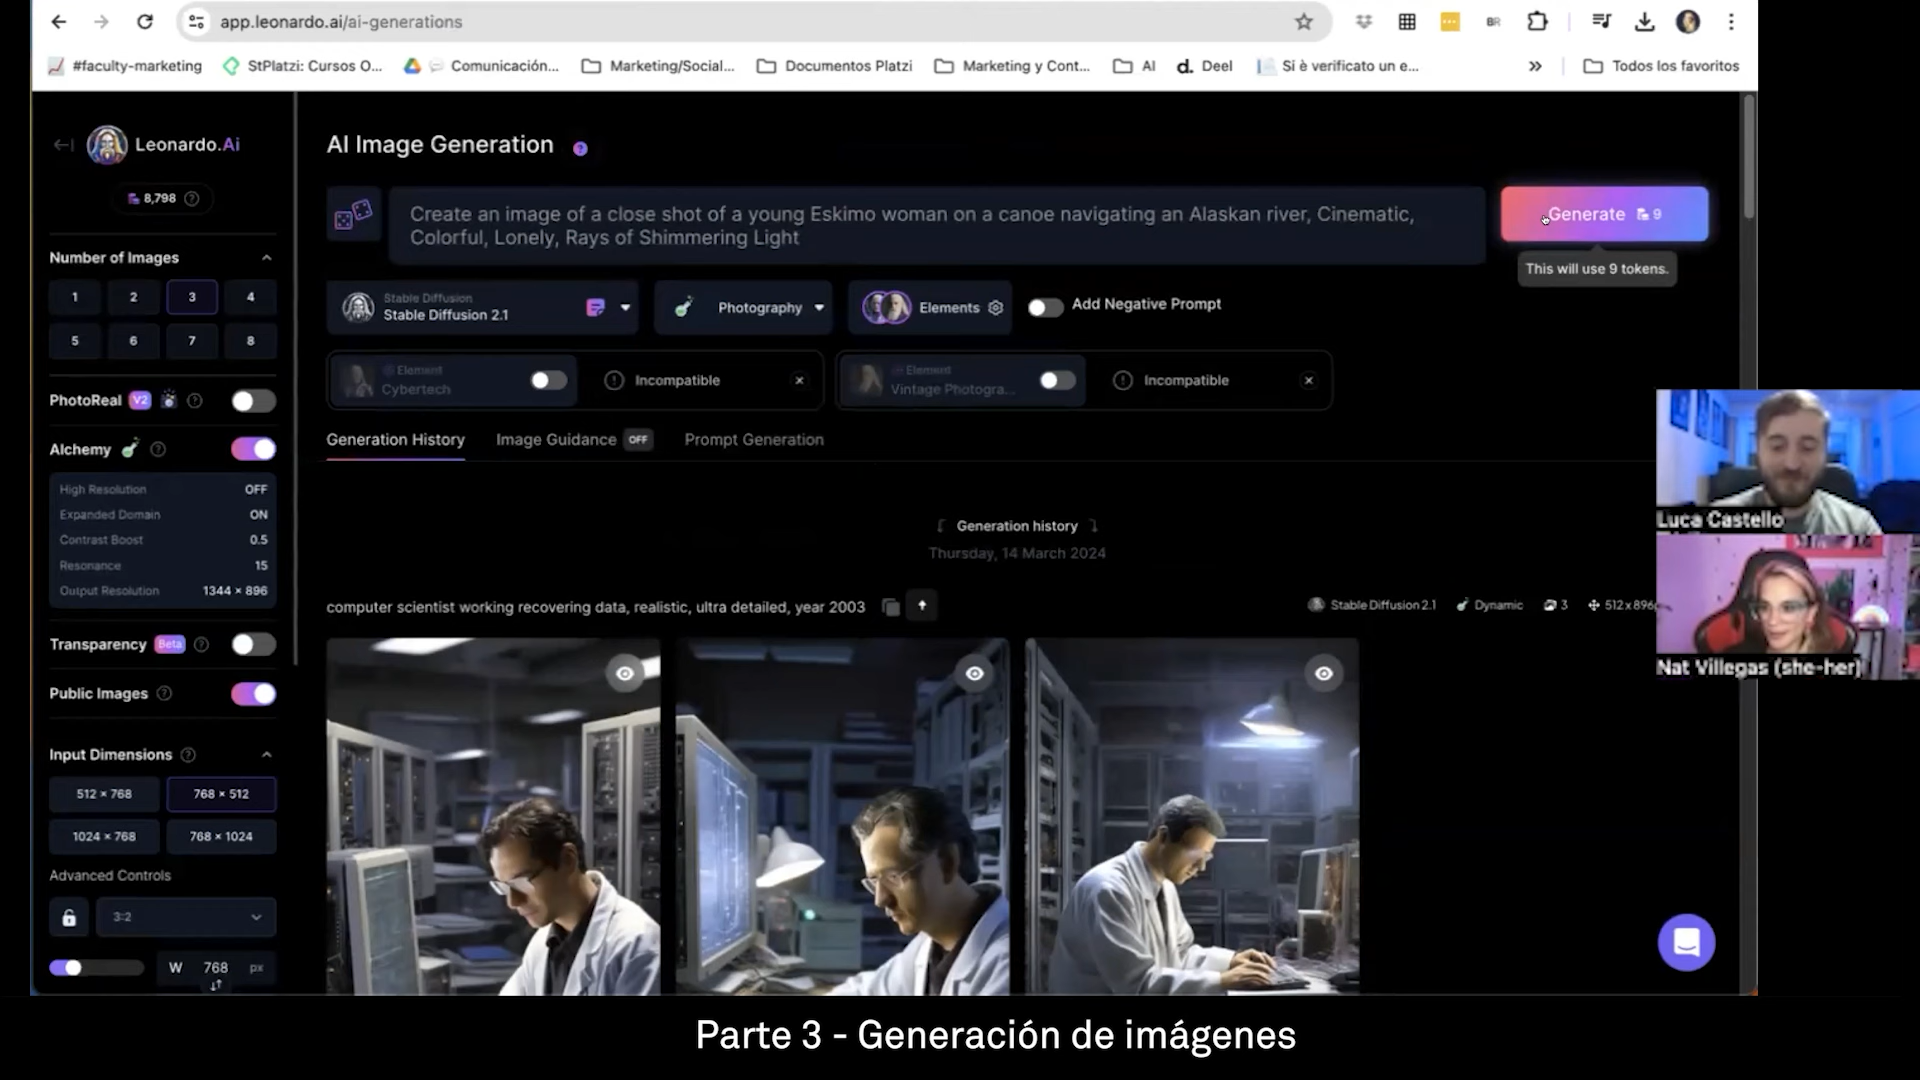 app.leonardo.ai/ai-generations
BR
#faculty-marketing
StPlatzi: Cursos O...
Comunicación...
Marketing/Social...
Documentos Platzi
Marketing y Cont...
AI
d. Deel
Si è verificato un e...
Todos los favoritos
Leonardo.Ai
8,798
Number of Images
1 2 3 4
5 6 7 8
PhotoReal V2
Alchemy
High Resolution OFF
Expanded Domain ON
Contrast Boost 0.5
Resonance 15
Output Resolution 1344 × 896
Transparency Beta
Public Images
Input Dimensions
512 × 768 768 × 512
1024 × 768 768 × 1024
Advanced Controls
3:2
W 768 px
AI Image Generation
Create an image of a close shot of a young Eskimo woman on a canoe navigating an Alaskan river, Cinematic,
Colorful, Lonely, Rays of Shimmering Light
Generate 9
This will use 9 tokens.
Stable Diffusion
Stable Diffusion 2.1
Photography
Elements
Add Negative Prompt
Element
Cybertech
Incompatible
Element
Vintage Photogra...
Incompatible
Generation History
Image Guidance OFF
Prompt Generation
Generation history
Thursday, 14 March 2024
computer scientist working recovering data, realistic, ultra detailed, year 2003
Stable Diffusion 2.1 Dynamic 3 512x896
Luca Castello
Nat Villegas (she-her)
Parte 3 - Generación de imágenes